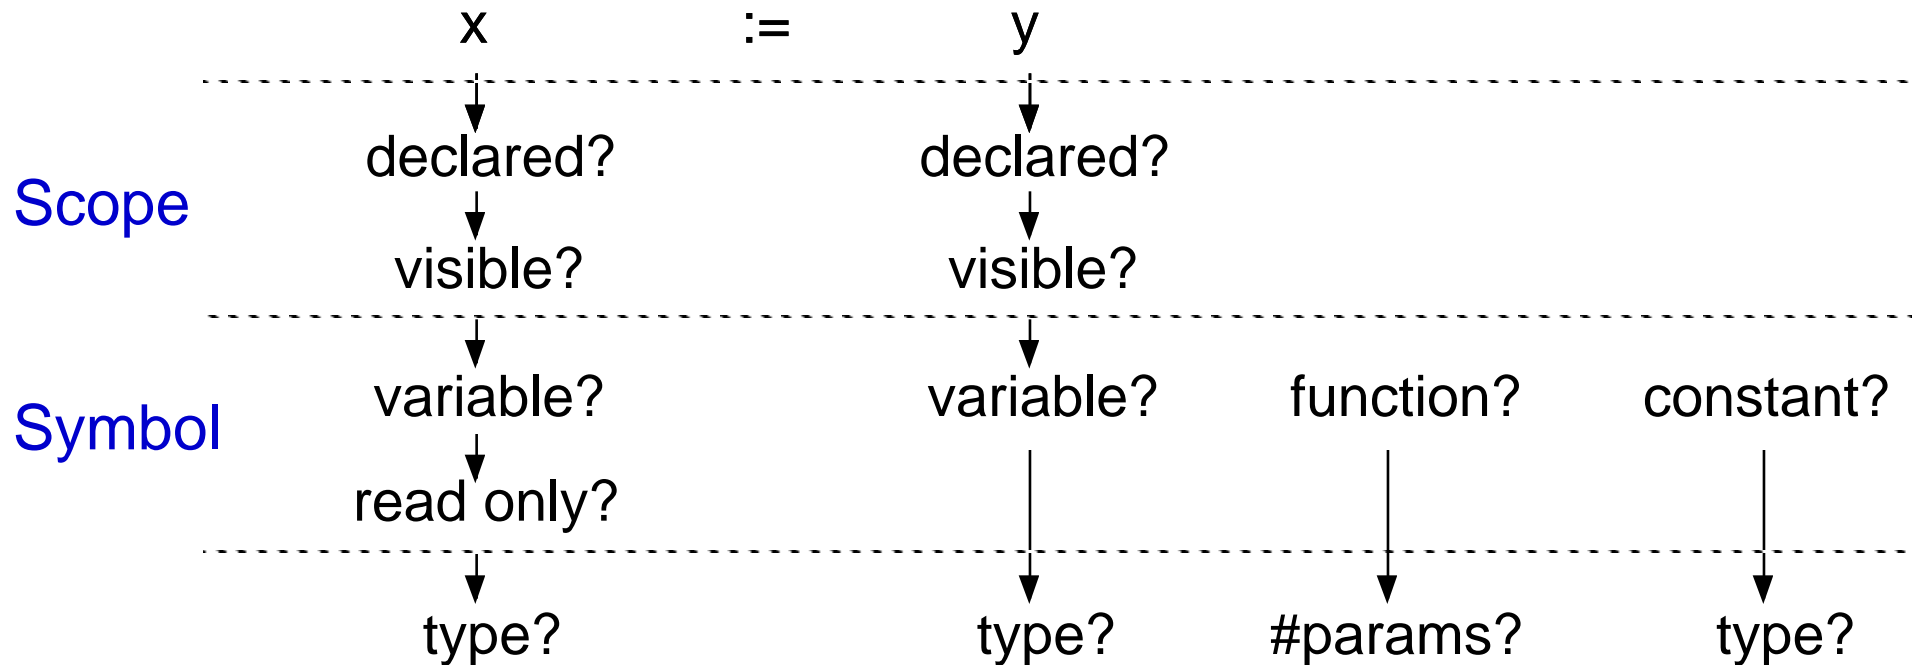 x := y
declared? declared?
Scope
visible? visible?
variable? variable? function? constant?
Symbol
read only?
type? type? #params? type?